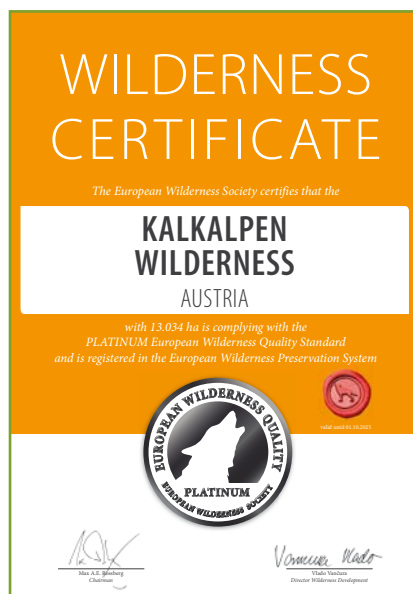 WILDERNESS
CERTIFICATE
The European Wilderness Society certifies that the
KALKALPEN
WILDERNESS
AUSTRIA
with 13.034 ha is complying with the
PLATINUM European Wilderness Quality Standard
and is registered in the European Wilderness Preservation System
EUROPEAN WILDERNESS QUALITY
PLATINUM
EUROPEAN WILDERNESS SOCIETY
Max A.E. Rossberg
Chairman
Vlado Vančura
Director Wilderness Development